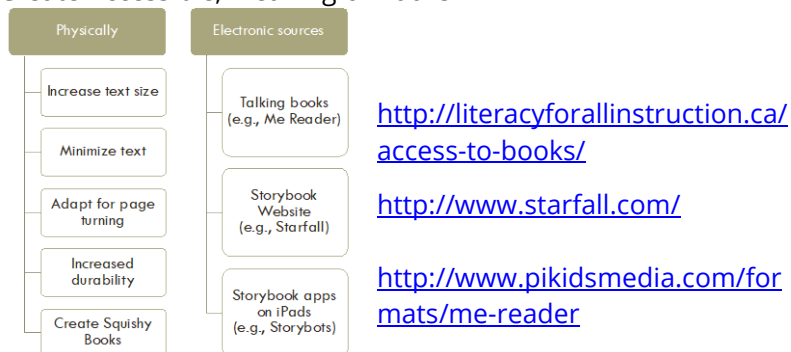 Physically
Increase text size
Minimize text
Adapt for page
turning
Increased
durability
Create Squishy
Books
Electronic sources
Talking books
(e.g., Me Reader)
Storybook
Website
(e.g., Starfall)
Storybook apps
on iPads
(e.g., Storybots)
http://literacyforallinstruction.ca/
access-to-books/
http://www.starfall.com/
http://www.pikidsmedia.com/for
mats/me-reader